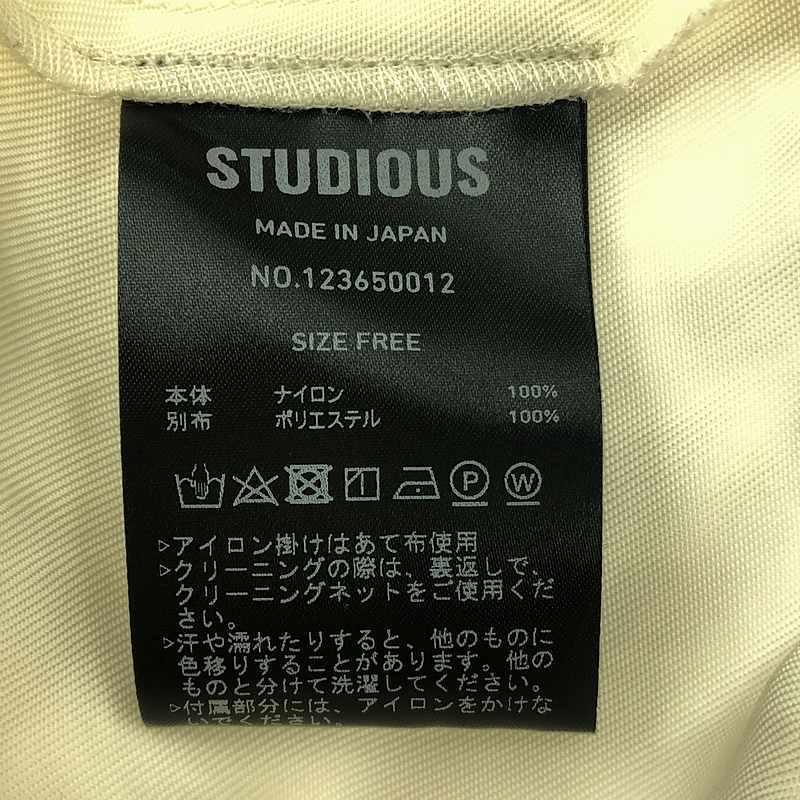 STUDIOUS
MADE IN JAPAN
NO.123650012
SIZE FREE
本体 ナイロン 100%
別布 ポリエステル 100%
P W
▷アイロン掛けはあて布使用
▷クリーニングの際は、裏返しで、
クリーニングネットをご使用くだ
さい。
▷汗や濡れたりすると、他のものに
色移りすることがあります。他の
ものと分けて洗濯してください。
▷付属部分には、アイロンをかけな
いでください。